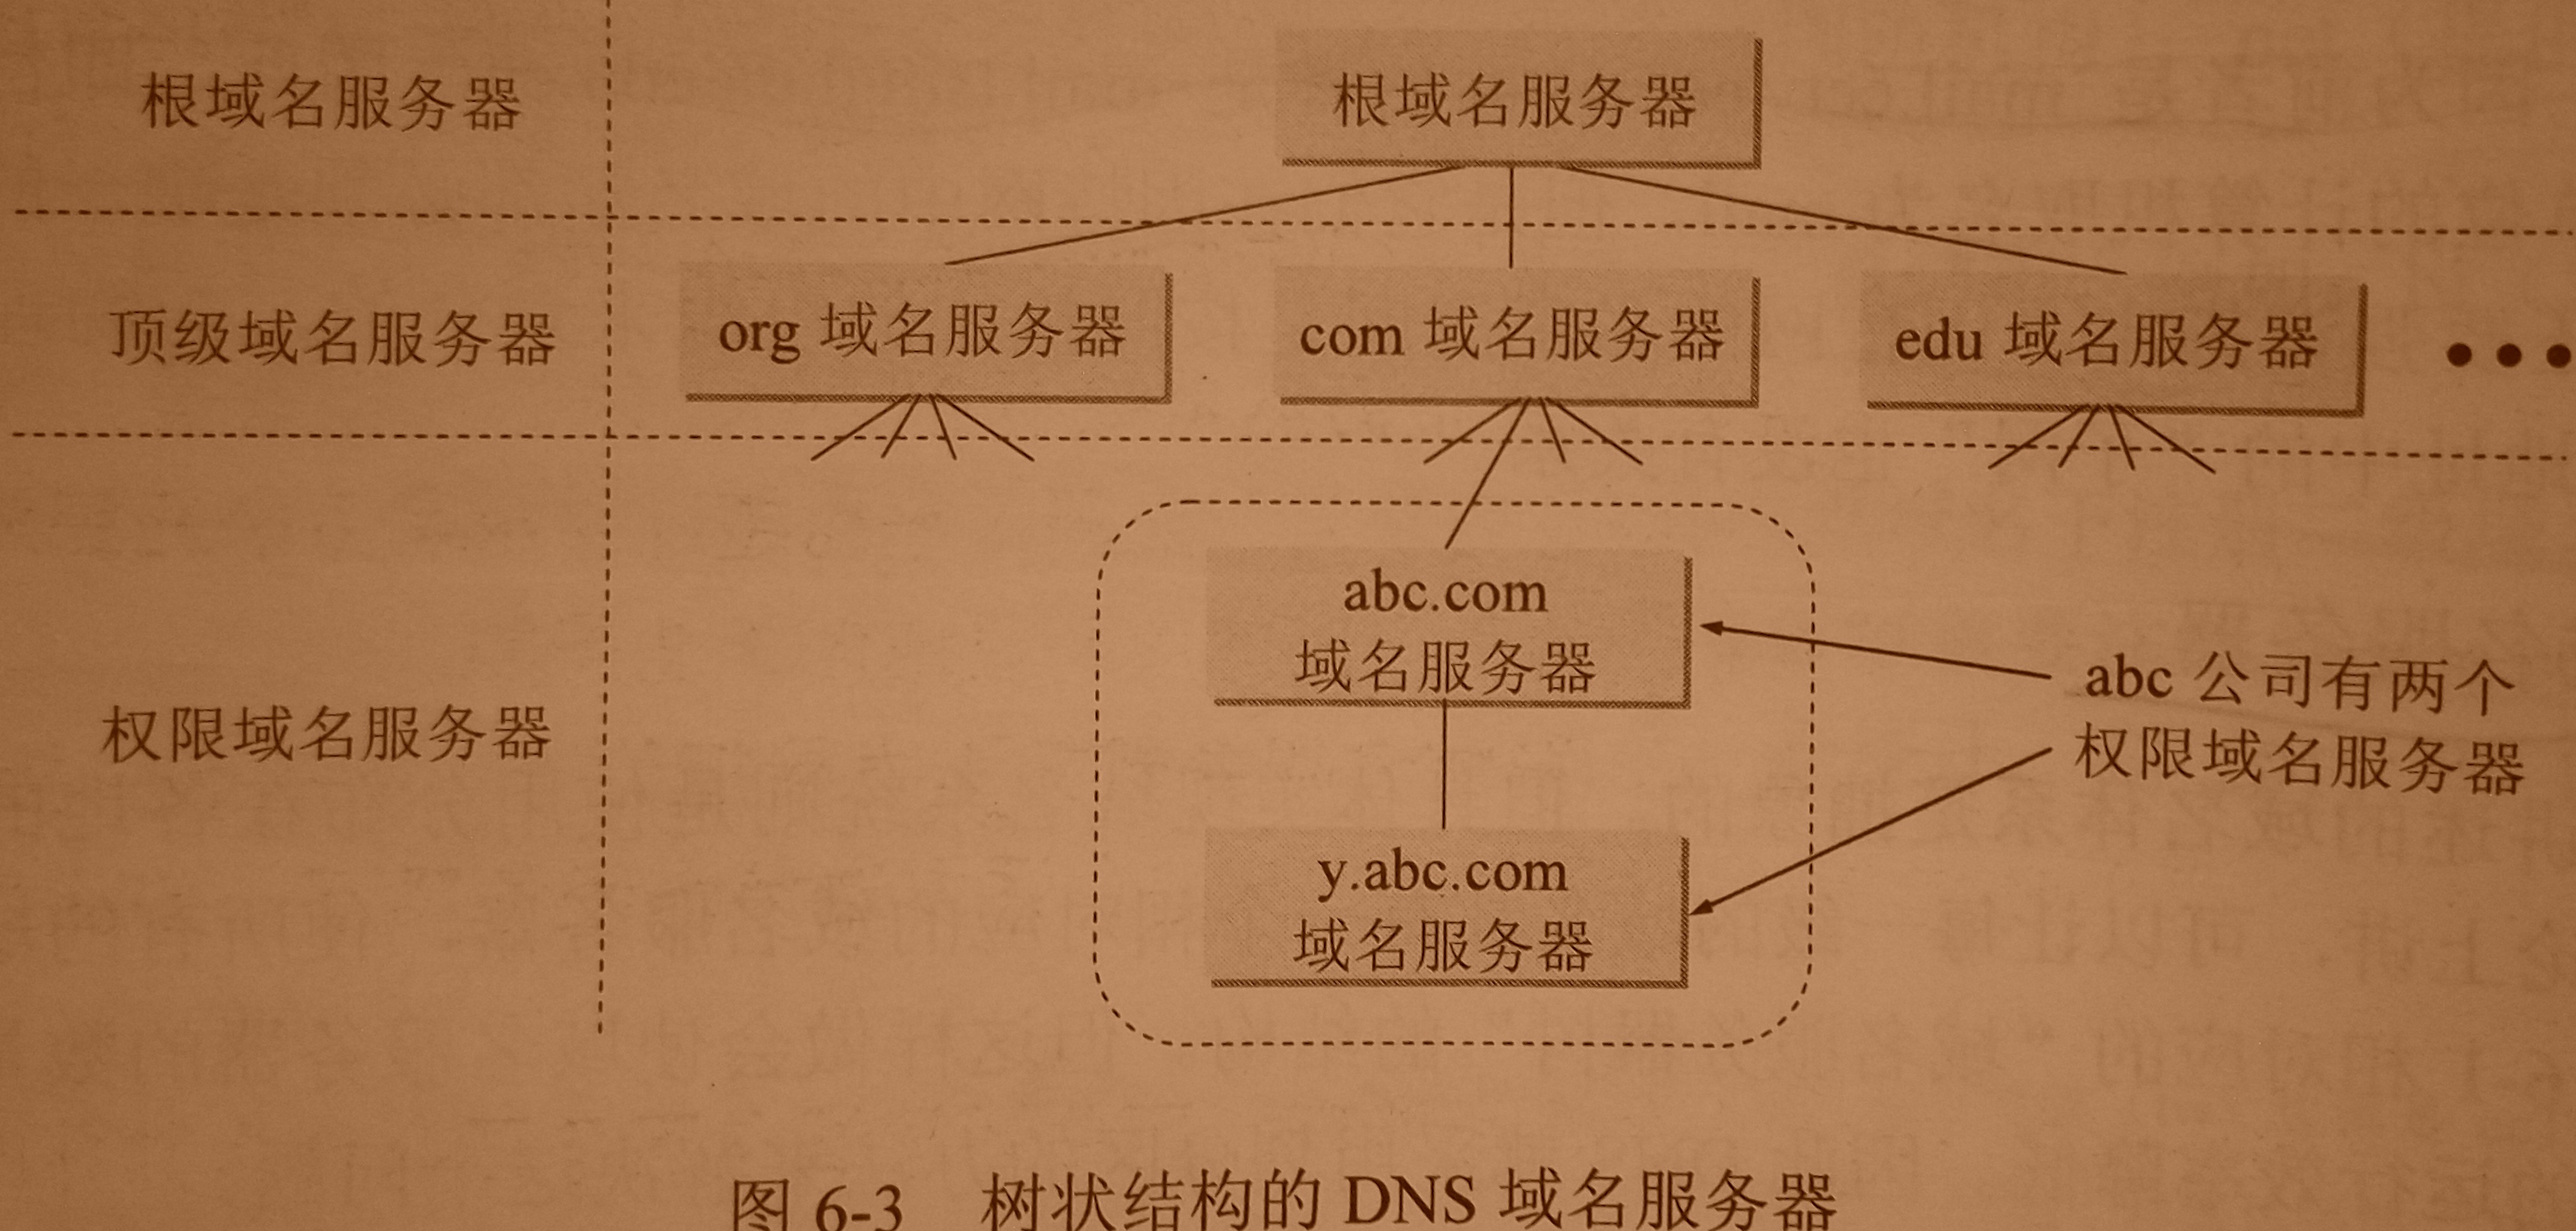 根域名服务器
根域名服务器
顶级域名服务器
org 域名服务器
com 域名服务器
edu 域名服务器
权限域名服务器
abc.com
域名服务器
y.abc.com
域名服务器
abc 公司有两个
权限域名服务器
图 6-3 树状结构的 DNS 域名服务器